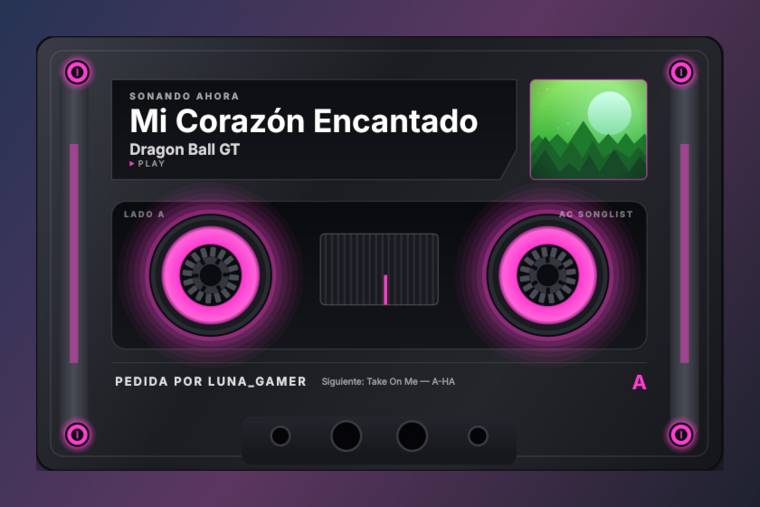 SONANDO AHORA
Mi Corazón Encantado
Dragon Ball GT
PLAY
LADO A
AC SONGLIST
PEDIDA POR LUNA_GAMER
Siguiente: Take On Me — A-HA
A